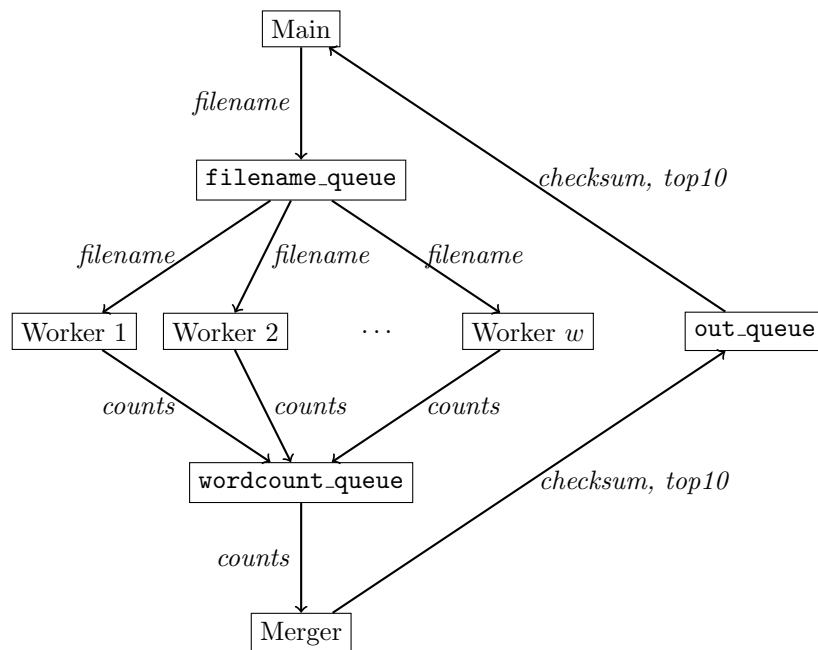 Main
filename
filename_queue
checksum, top10
filename
filename
filename
Worker 1
Worker 2
...
Worker w
out_queue
counts
counts
counts
wordcount_queue
checksum, top10
counts
Merger